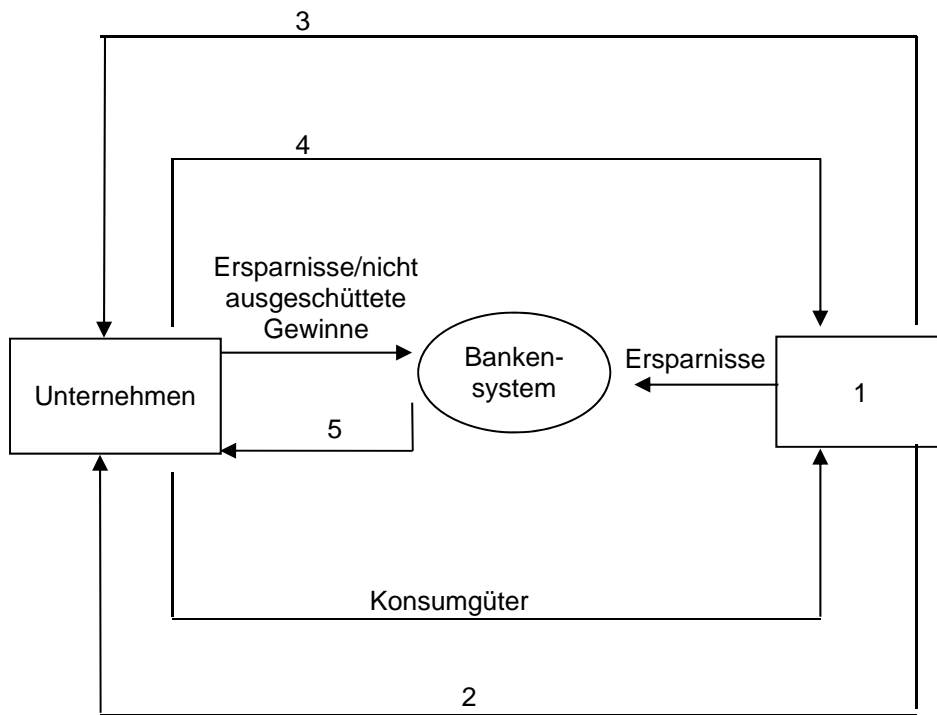 3
4
Ersparnisse/nicht
ausgeschüttete
Gewinne
Banken-
system
Ersparnisse
Unternehmen
1
5
Konsumgüter
2